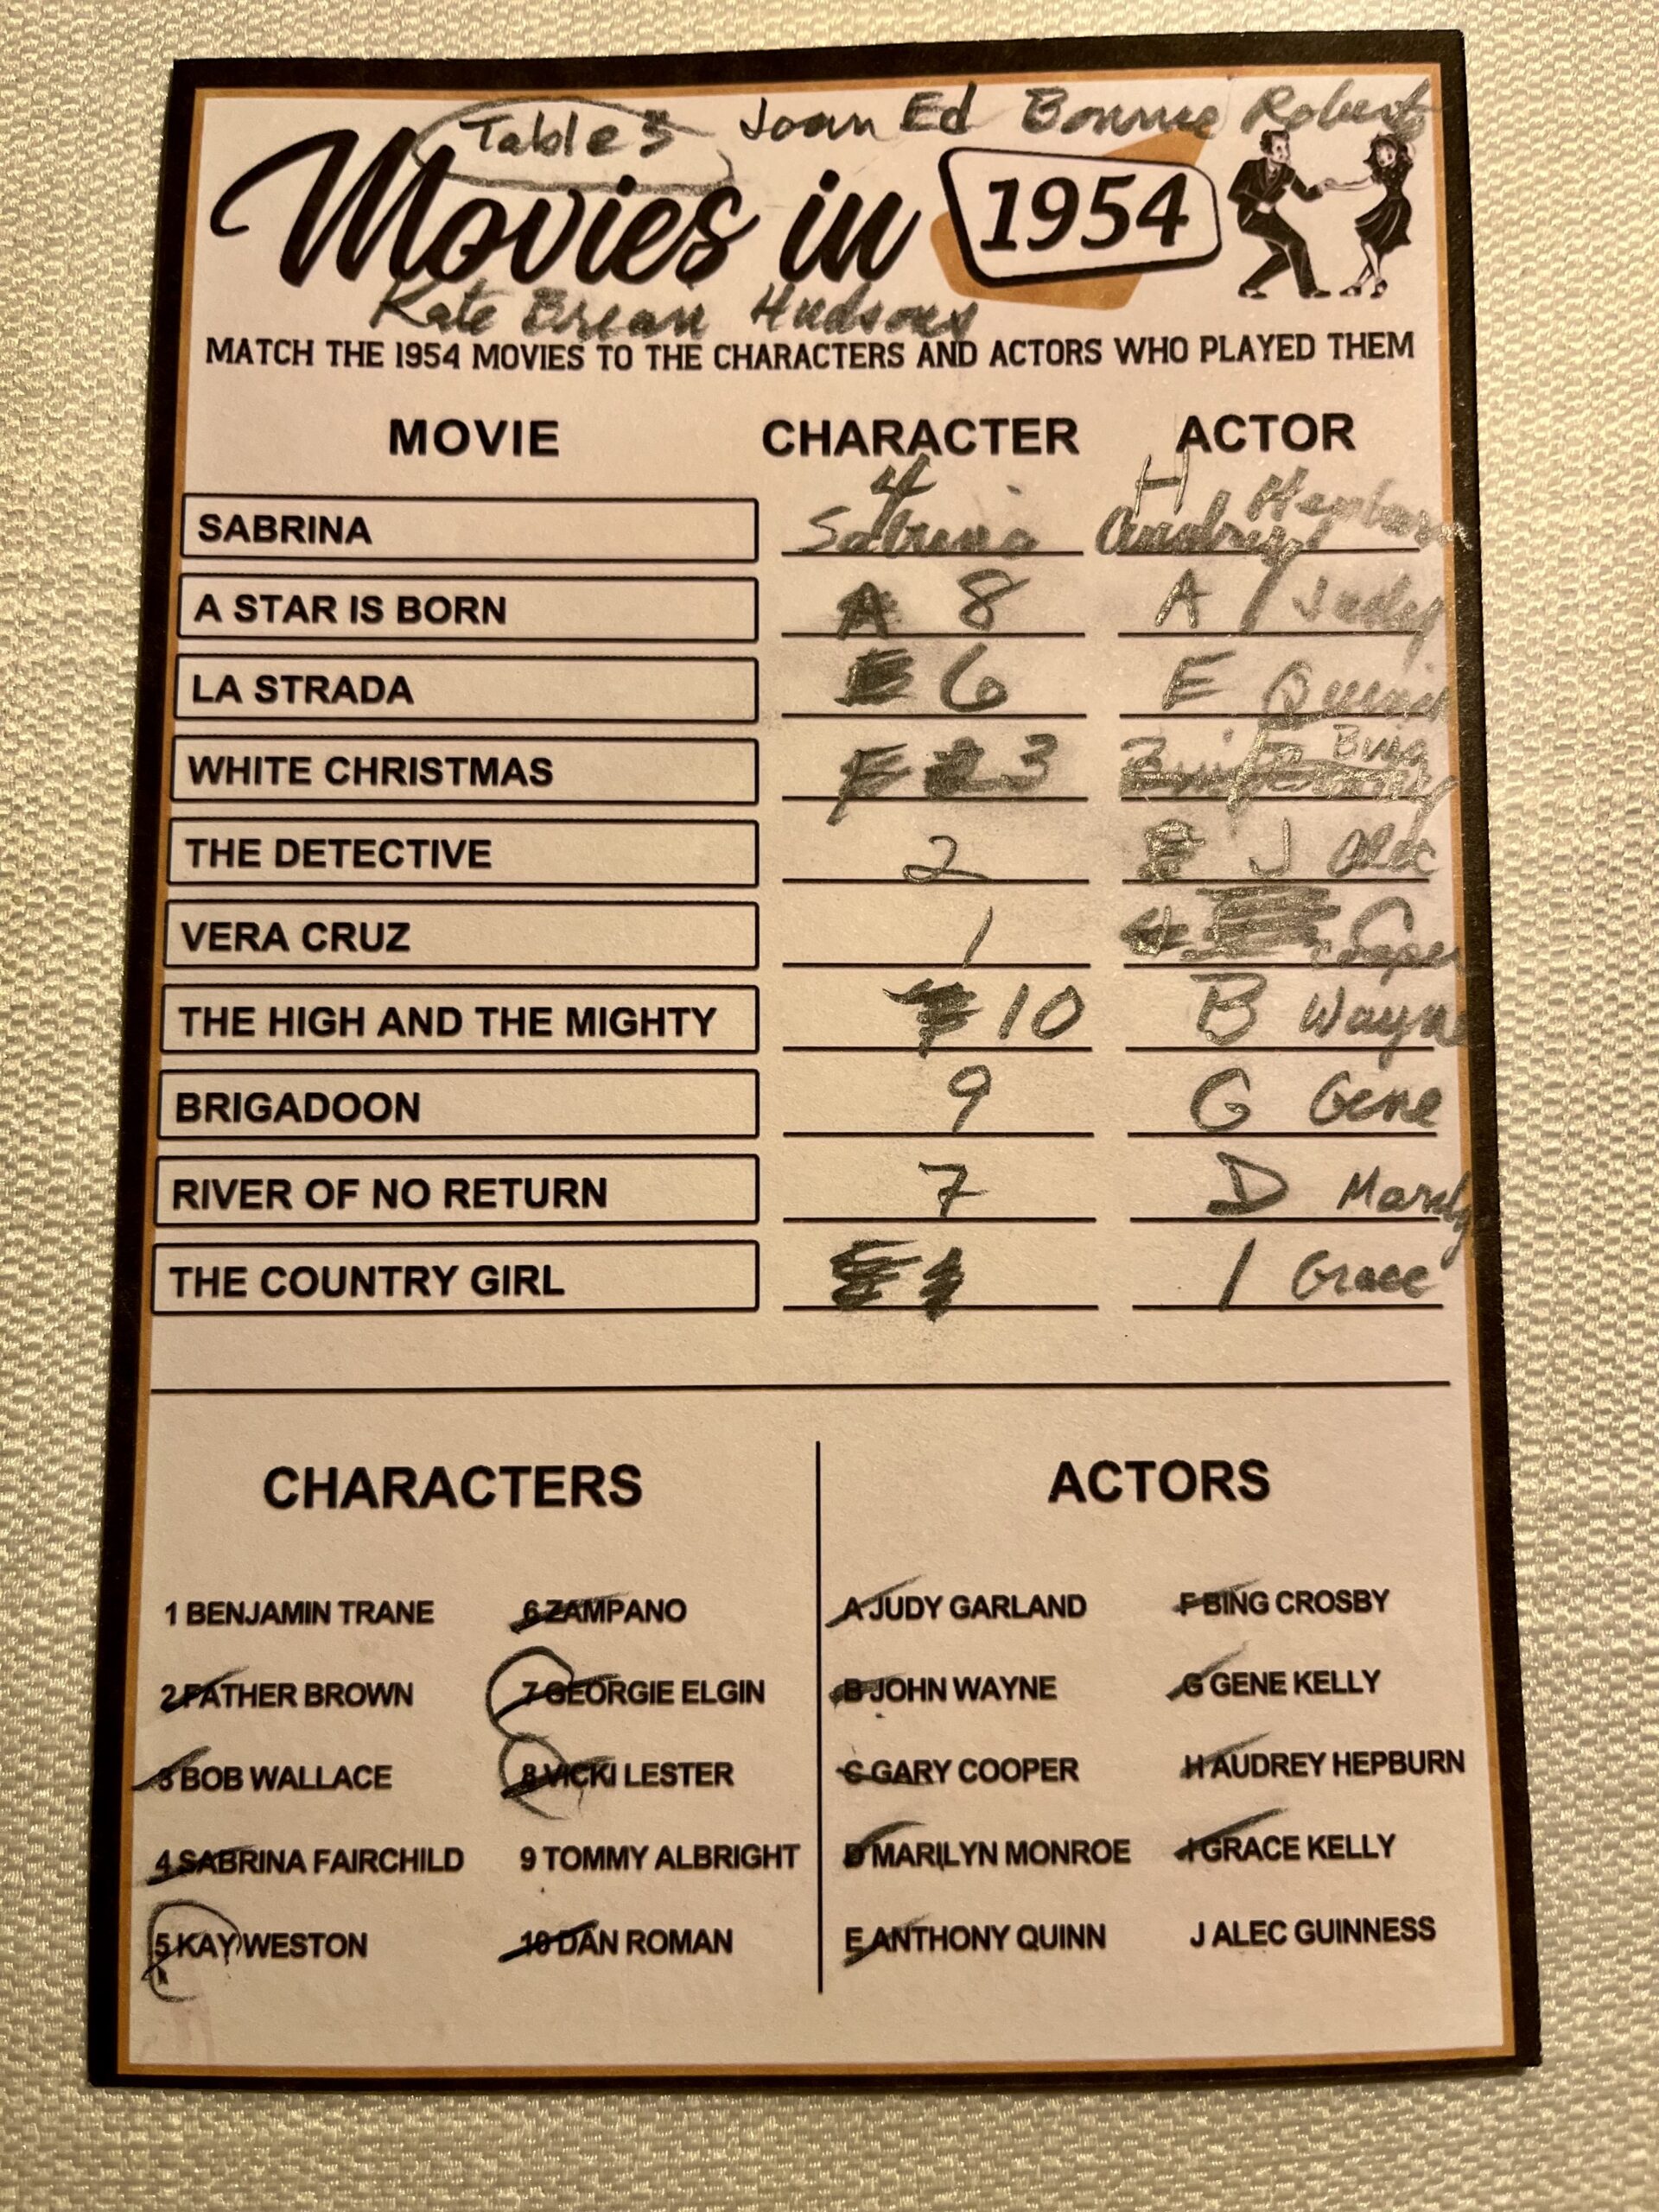 Table 3 Joan Ed Bonnie Robert
Movies in 1954
Kate Brean Hudsons
MATCH THE 1954 MOVIES TO THE CHARACTERS AND ACTORS WHO PLAYED THEM
MOVIE CHARACTER ACTOR
SABRINA 4 Sabrina H Audrey Hepburn
A STAR IS BORN 8 A Judy
LA STRADA 6 E Quinn
WHITE CHRISTMAS 3 F Bing
THE DETECTIVE 2 J Alec
VERA CRUZ 1 C Cooper
THE HIGH AND THE MIGHTY 10 B Wayne
BRIGADOON 9 G Gene
RIVER OF NO RETURN 7 D Marily
THE COUNTRY GIRL I Grace
CHARACTERS ACTORS
1 BENJAMIN TRANE 6 ZAMPANO A JUDY GARLAND F BING CROSBY
2 FATHER BROWN 7 GEORGIE ELGIN B JOHN WAYNE G GENE KELLY
3 BOB WALLACE 8 VICKI LESTER C GARY COOPER H AUDREY HEPBURN
4 SABRINA FAIRCHILD 9 TOMMY ALBRIGHT D MARILYN MONROE I GRACE KELLY
5 KAY WESTON 10 DAN ROMAN E ANTHONY QUINN J ALEC GUINNESS